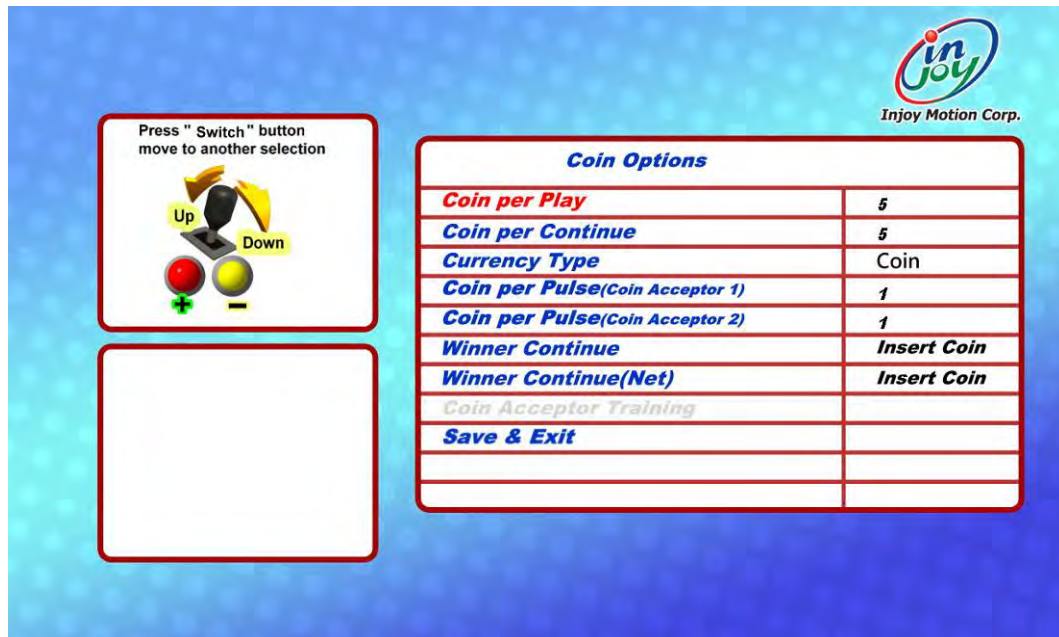 in
joy
Injoy Motion Corp.
Press " Switch " button
move to another selection
Up
Down
+
−
Coin Options
Coin per Play 5
Coin per Continue 5
Currency Type Coin
Coin per Pulse(Coin Acceptor 1) 1
Coin per Pulse(Coin Acceptor 2) 1
Winner Continue Insert Coin
Winner Continue(Net) Insert Coin
Coin Acceptor Training
Save & Exit